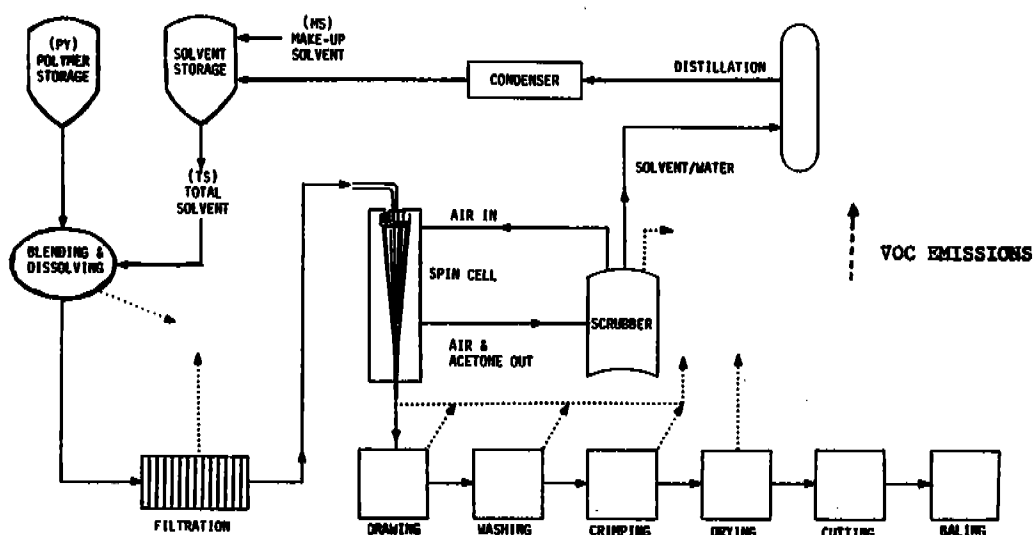 (PY)
POLYMER
STORAGE
SOLVENT
STORAGE
(MS)
MAKE-UP
SOLVENT
CONDENSER
DISTILLATION
SOLVENT/WATER
(TS)
TOTAL
SOLVENT
AIR IN
BLENDING &
DISSOLVING
SPIN CELL
SCRUBBER
AIR &
ACETONE OUT
VOC EMISSIONS
FILTRATION
DRAWING
WASHING
CRIMPING
DRYING
CUTTING
BALING